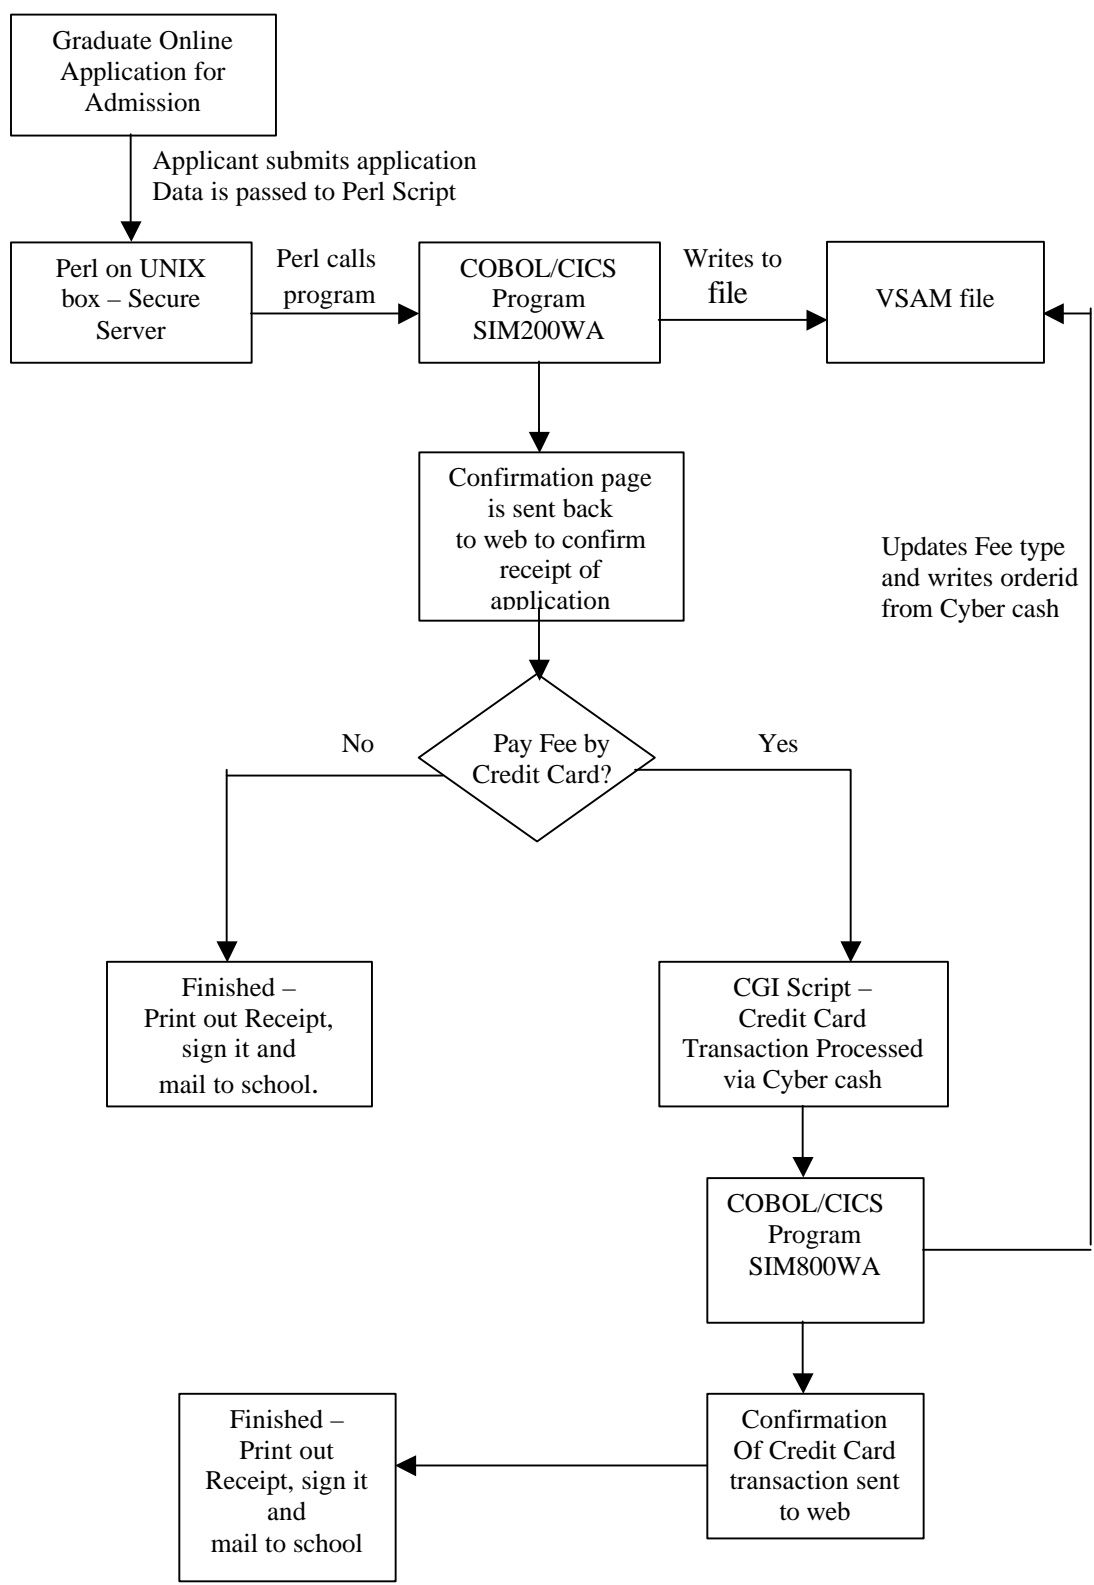 Graduate Online
Application for
Admission
Applicant submits application
Data is passed to Perl Script
Perl on UNIX
box – Secure
Server
Perl calls
program
COBOL/CICS
Program
SIM200WA
Writes to
file
VSAM file
Confirmation page
is sent back
to web to confirm
receipt of
application
Updates Fee type
and writes orderid
from Cyber cash
No
Pay Fee by
Credit Card?
Yes
Finished –
Print out Receipt,
sign it and
mail to school.
CGI Script –
Credit Card
Transaction Processed
via Cyber cash
COBOL/CICS
Program
SIM800WA
Finished –
Print out
Receipt, sign it
and
mail to school
Confirmation
Of Credit Card
transaction sent
to web